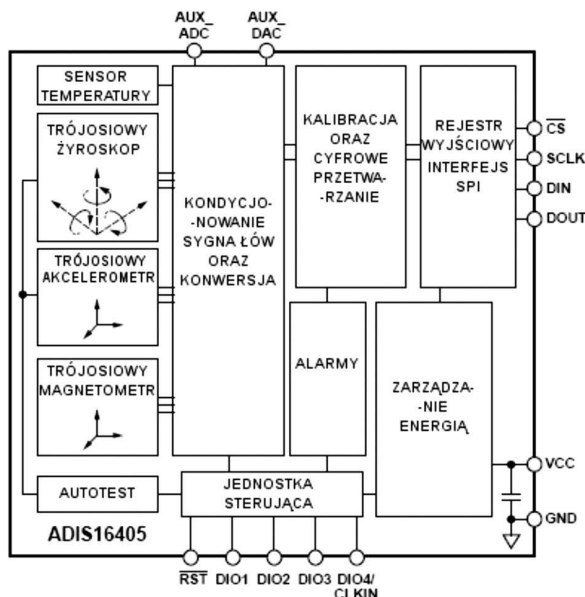 AUX_
ADC
AUX_
DAC
SENSOR
TEMPERATURY
TRÓJOSIOWY
ŻYROSKOP
TRÓJOSIOWY
AKCELEROMETR
TRÓJOSIOWY
MAGNETOMETR
AUTOTEST
KONDYCJO-
-NOWANIE
SYGNAŁÓW
ORAZ
KONWERSJA
KALIBRACJA
ORAZ
CYFROWE
PRZETWA-
-RZANIE
REJESTR
WYJŚCIOWY
INTERFEJS
SPI
ALARMY
ZARZĄDZA-
-NIE
ENERGIĄ
JEDNOSTKA
STERUJĄCA
CS
SCLK
DIN
DOUT
VCC
GND
ADIS16405
RST
DIO1
DIO2
DIO3
DIO4/
CLKIN